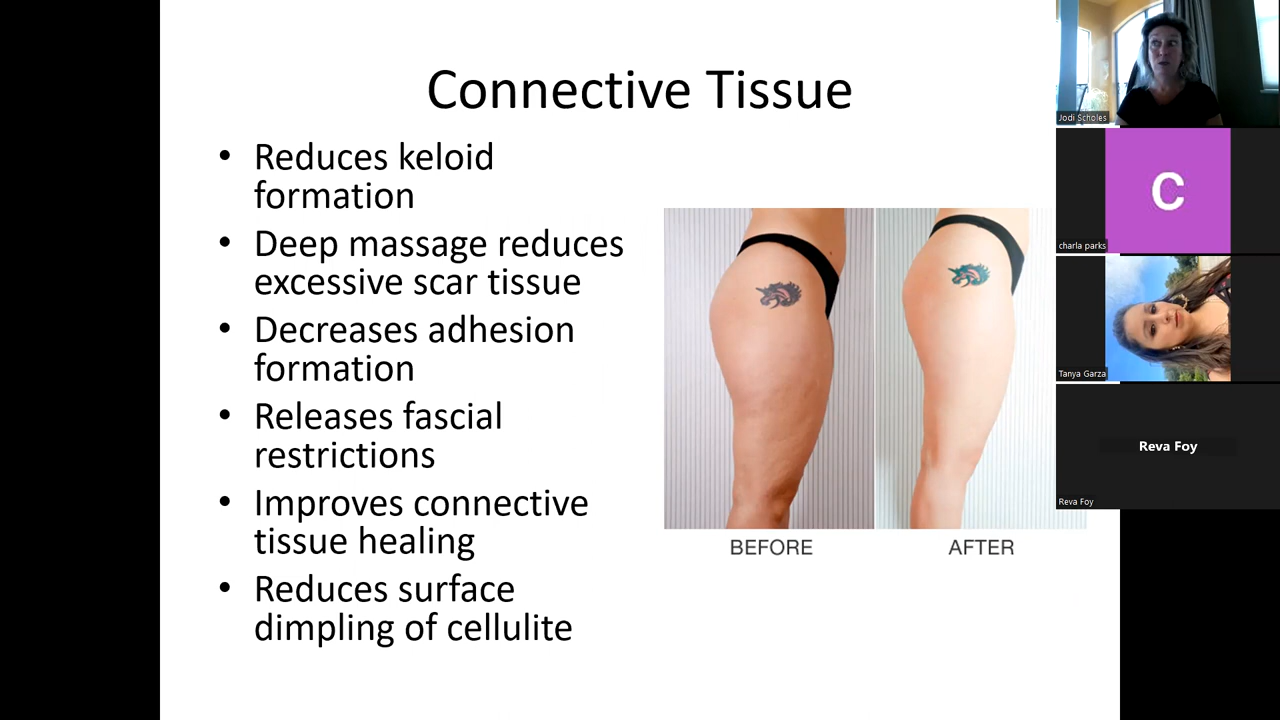 Connective Tissue
• Reduces keloid
formation
• Deep massage reduces
excessive scar tissue
• Decreases adhesion
formation
• Releases fascial
restrictions
• Improves connective
tissue healing
• Reduces surface
dimpling of cellulite
BEFORE
AFTER
Jodi Scholes
C
charla parks
Tanya Garza
Reva Foy
Reva Foy